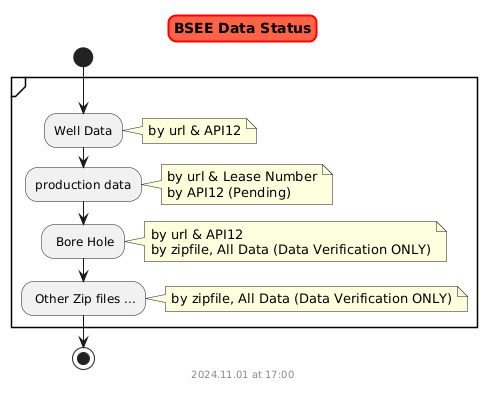 BSEE Data Status
Well Data
by url & API12
production data
by url & Lease Number
by API12 (Pending)
Bore Hole
by url & API12
by zipfile, All Data (Data Verification ONLY)
Other Zip files ...
by zipfile, All Data (Data Verification ONLY)
2024.11.01 at 17:00